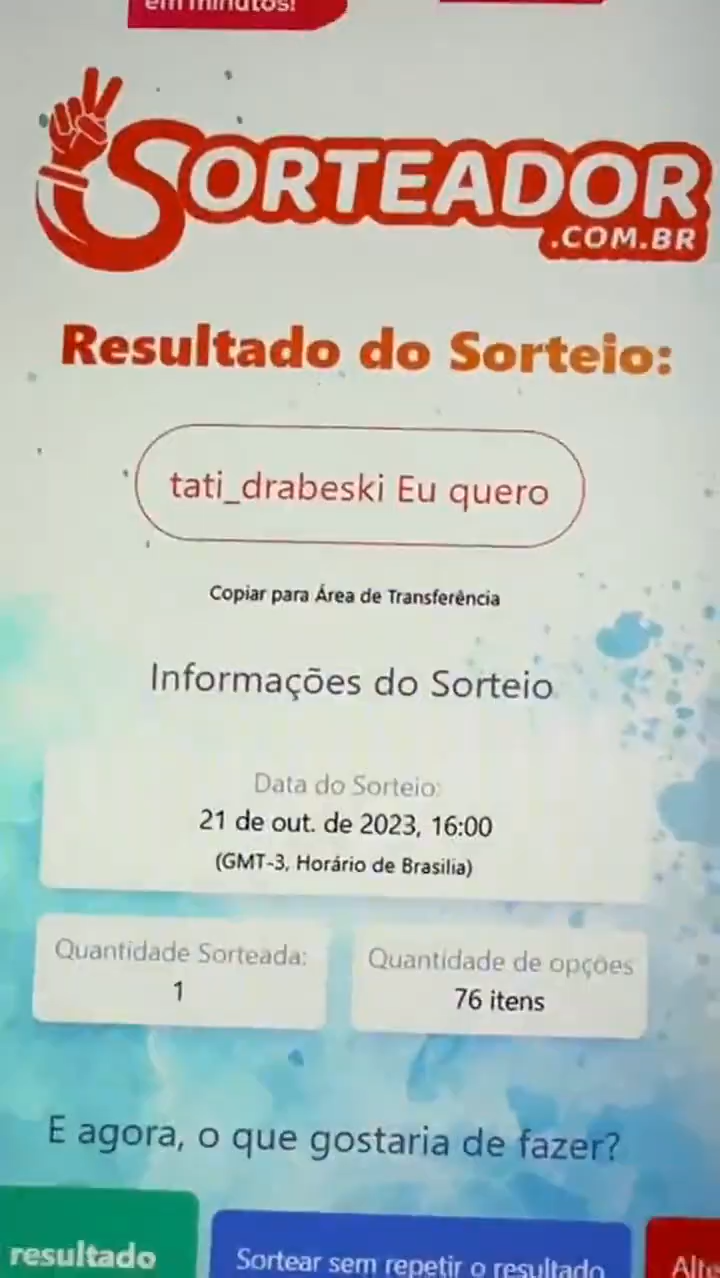 em minutos!
SORTEADOR
.COM.BR
Resultado do Sorteio:
tati_drabeski Eu quero
Copiar para Área de Transferência
Informações do Sorteio
Data do Sorteio:
21 de out. de 2023, 16:00
(GMT-3, Horário de Brasilia)
Quantidade Sorteada:
1
Quantidade de opções
76 itens
E agora, o que gostaria de fazer?
resultado
Sortear sem repetir o resultado